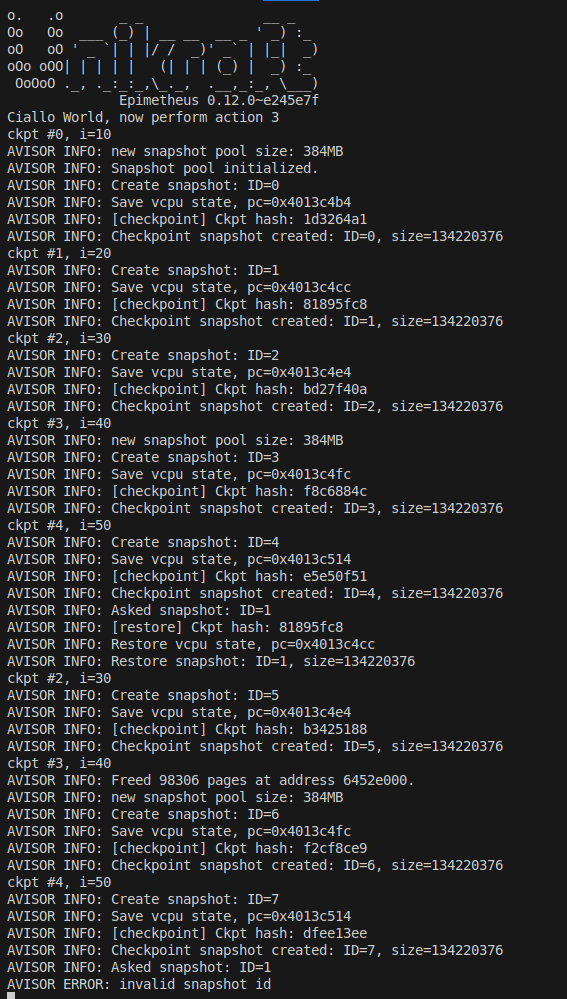 o.   .o       _ _               __ _
Oo   Oo  ___ (_) | __ __  __ _ ' _) :_
oO   oO ' _ `| | |/ /  _)' _` | |_|  _)
oOo oOO| | | | |   (| | | (_) |  _) :_
 OoOoO ._, ._:_:_,\_._,  .__,_:_, \___)
              Epimetheus 0.12.0~e245e7f
Ciallo World, now perform action 3
ckpt #0, i=10
AVISOR INFO: new snapshot pool size: 384MB
AVISOR INFO: Snapshot pool initialized.
AVISOR INFO: Create snapshot: ID=0
AVISOR INFO: Save vcpu state, pc=0x4013c4b4
AVISOR INFO: [checkpoint] Ckpt hash: 1d3264a1
AVISOR INFO: Checkpoint snapshot created: ID=0, size=134220376
ckpt #1, i=20
AVISOR INFO: Create snapshot: ID=1
AVISOR INFO: Save vcpu state, pc=0x4013c4cc
AVISOR INFO: [checkpoint] Ckpt hash: 81895fc8
AVISOR INFO: Checkpoint snapshot created: ID=1, size=134220376
ckpt #2, i=30
AVISOR INFO: Create snapshot: ID=2
AVISOR INFO: Save vcpu state, pc=0x4013c4e4
AVISOR INFO: [checkpoint] Ckpt hash: bd27f40a
AVISOR INFO: Checkpoint snapshot created: ID=2, size=134220376
ckpt #3, i=40
AVISOR INFO: new snapshot pool size: 384MB
AVISOR INFO: Create snapshot: ID=3
AVISOR INFO: Save vcpu state, pc=0x4013c4fc
AVISOR INFO: [checkpoint] Ckpt hash: f8c6884c
AVISOR INFO: Checkpoint snapshot created: ID=3, size=134220376
ckpt #4, i=50
AVISOR INFO: Create snapshot: ID=4
AVISOR INFO: Save vcpu state, pc=0x4013c514
AVISOR INFO: [checkpoint] Ckpt hash: e5e50f51
AVISOR INFO: Checkpoint snapshot created: ID=4, size=134220376
AVISOR INFO: Asked snapshot: ID=1
AVISOR INFO: [restore] Ckpt hash: 81895fc8
AVISOR INFO: Restore vcpu state, pc=0x4013c4cc
AVISOR INFO: Restore snapshot: ID=1, size=134220376
ckpt #2, i=30
AVISOR INFO: Create snapshot: ID=5
AVISOR INFO: Save vcpu state, pc=0x4013c4e4
AVISOR INFO: [checkpoint] Ckpt hash: b3425188
AVISOR INFO: Checkpoint snapshot created: ID=5, size=134220376
ckpt #3, i=40
AVISOR INFO: Freed 98306 pages at address 6452e000.
AVISOR INFO: new snapshot pool size: 384MB
AVISOR INFO: Create snapshot: ID=6
AVISOR INFO: Save vcpu state, pc=0x4013c4fc
AVISOR INFO: [checkpoint] Ckpt hash: f2cf8ce9
AVISOR INFO: Checkpoint snapshot created: ID=6, size=134220376
ckpt #4, i=50
AVISOR INFO: Create snapshot: ID=7
AVISOR INFO: Save vcpu state, pc=0x4013c514
AVISOR INFO: [checkpoint] Ckpt hash: dfee13ee
AVISOR INFO: Checkpoint snapshot created: ID=7, size=134220376
AVISOR INFO: Asked snapshot: ID=1
AVISOR ERROR: invalid snapshot id